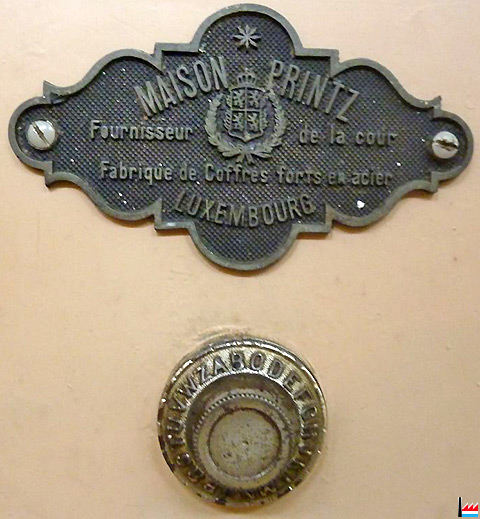 MAISON PRINTZ
Fournisseur de la cour
Fabrique de Coffres forts en acier
LUXEMBOURG